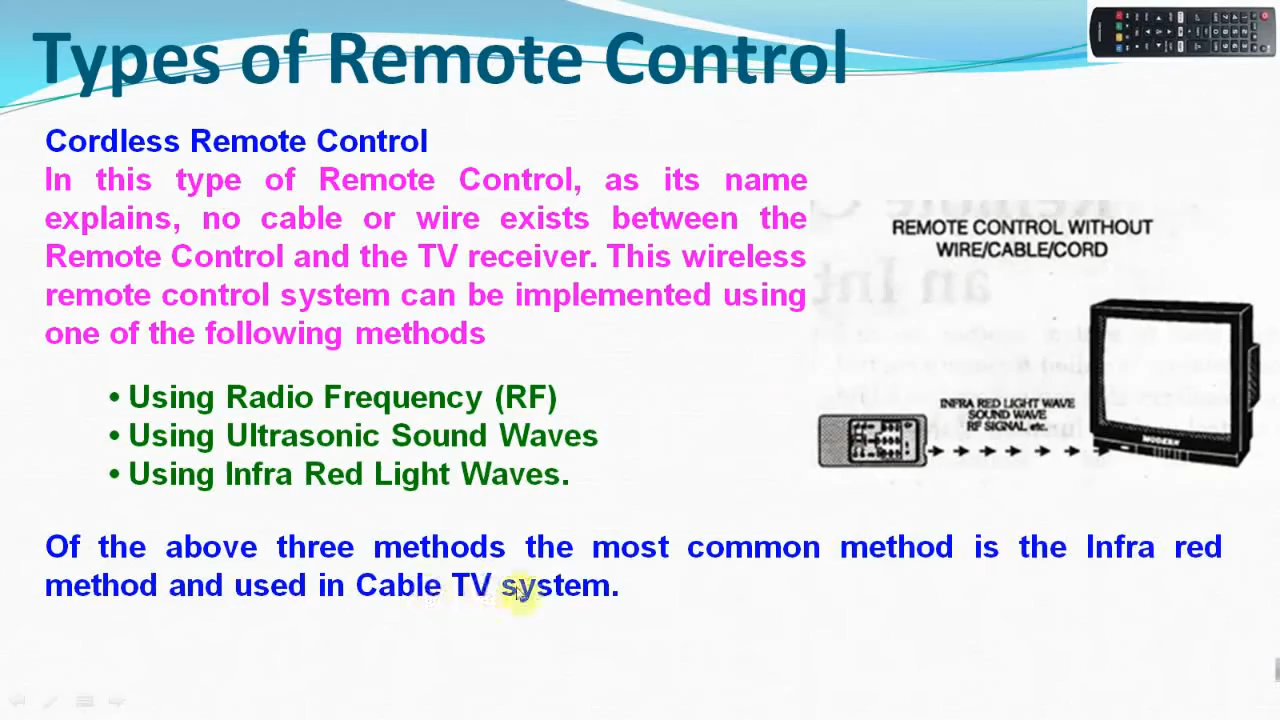 Types of Remote Control
Cordless Remote Control
In this type of Remote Control, as its name
explains, no cable or wire exists between the
Remote Control and the TV receiver. This wireless
remote control system can be implemented using
one of the following methods
• Using Radio Frequency (RF)
• Using Ultrasonic Sound Waves
• Using Infra Red Light Waves.
REMOTE CONTROL WITHOUT
WIRE/CABLE/CORD
INFRA RED LIGHT WAVE
SOUND WAVE
RF SIGNAL etc.
MODERN
Of the above three methods the most common method is the Infra red
method and used in Cable TV system.